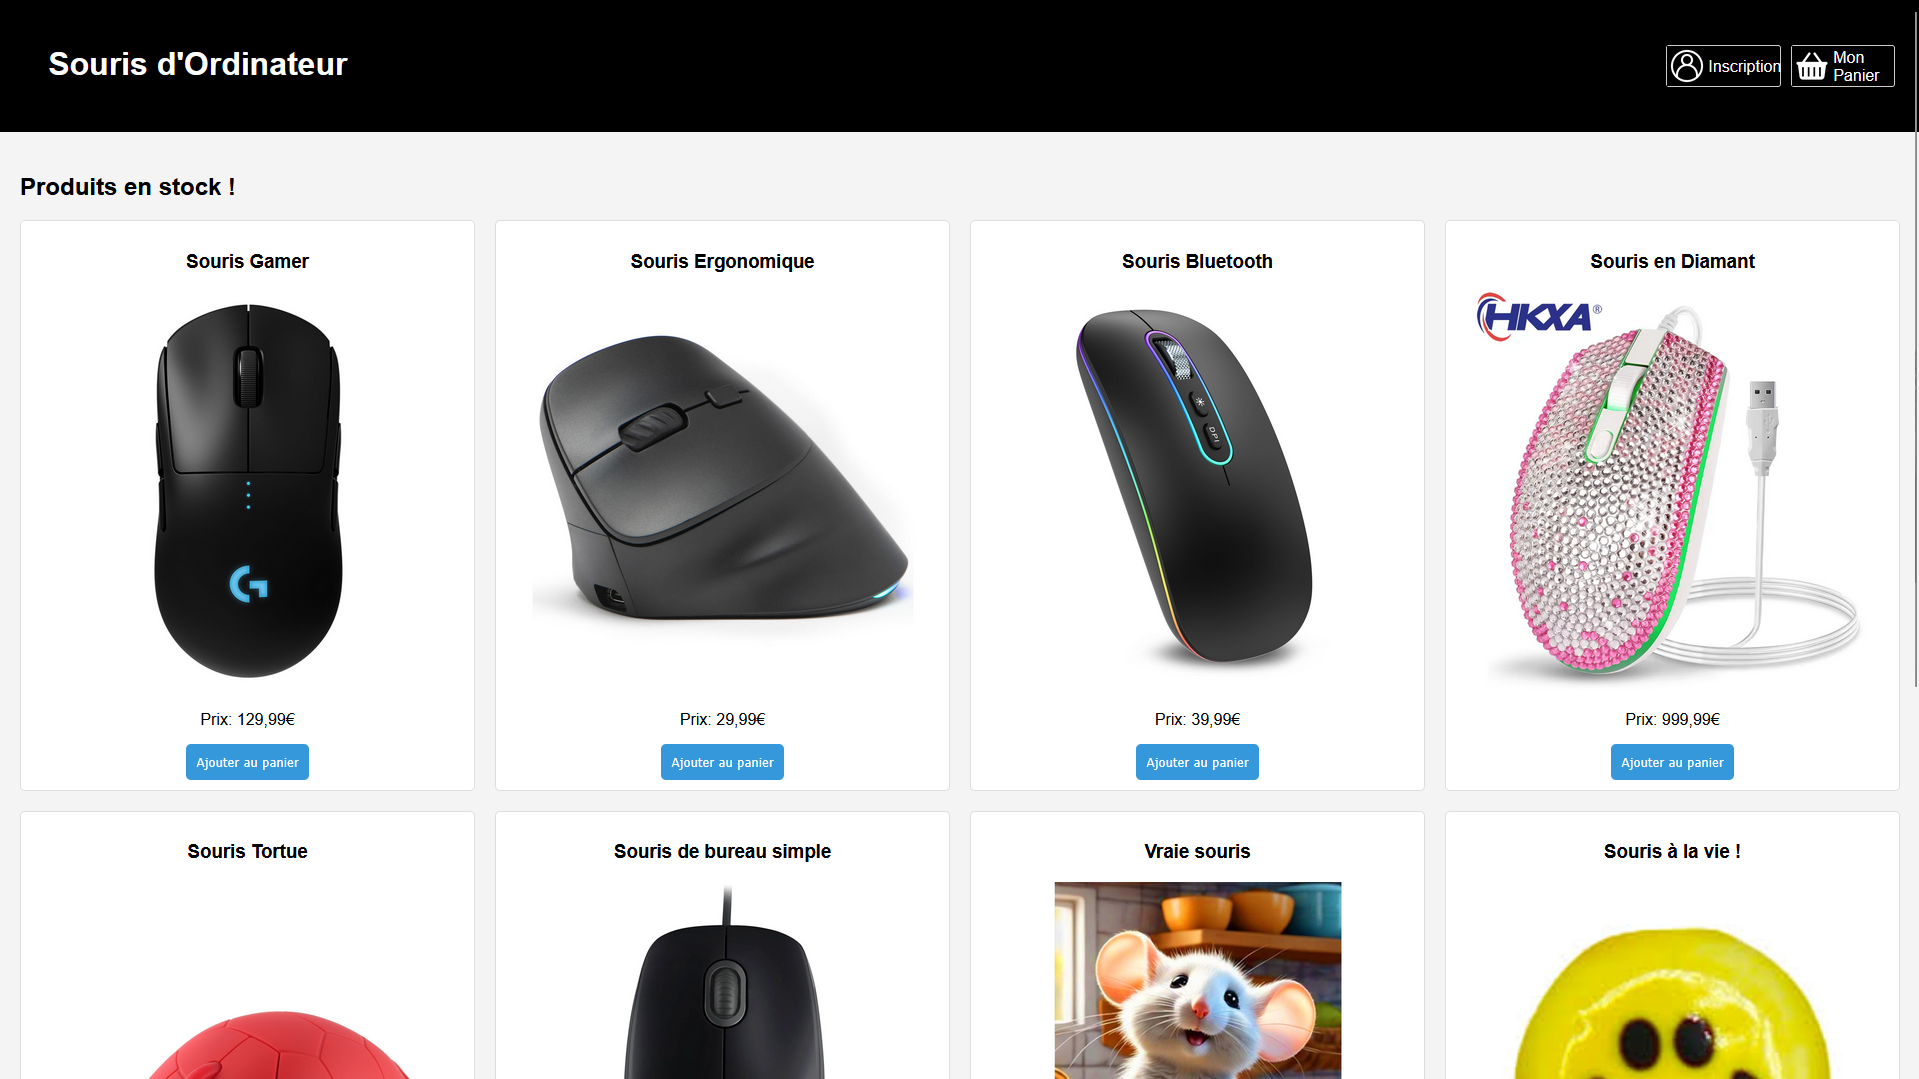 Souris d'Ordinateur
Inscription
Mon
Panier
Produits en stock !
Souris Gamer
Souris Ergonomique
Souris Bluetooth
Souris en Diamant
HKXA®
DPI
G
Prix: 129,99€
Prix: 29,99€
Prix: 39,99€
Prix: 999,99€
Ajouter au panier
Ajouter au panier
Ajouter au panier
Ajouter au panier
Souris Tortue
Souris de bureau simple
Vraie souris
Souris à la vie !